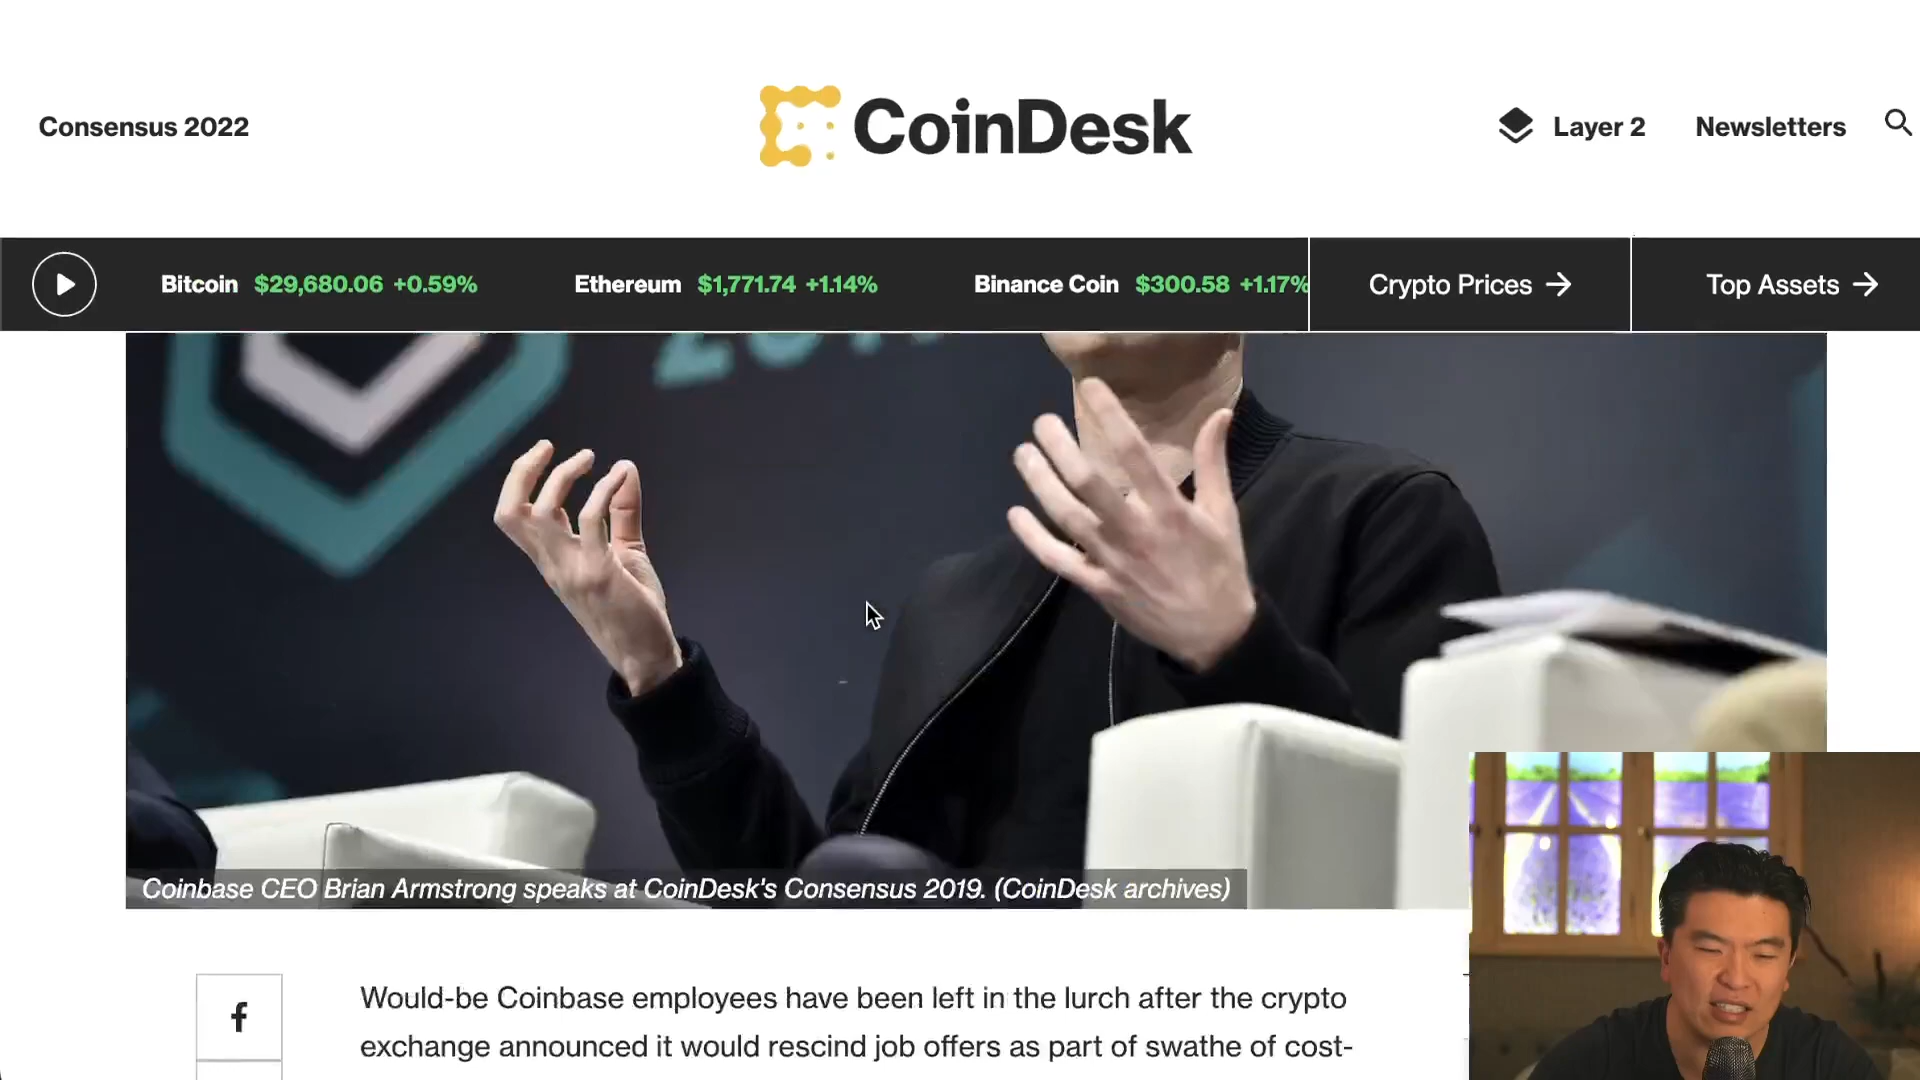 Consensus 2022
CoinDesk
Layer 2
Newsletters
Bitcoin $29,680.06 +0.59%
Ethereum $1,771.74 +1.14%
Binance Coin $300.58 +1.17%
Crypto Prices →
Top Assets →
Coinbase CEO Brian Armstrong speaks at CoinDesk's Consensus 2019. (CoinDesk archives)
f
Would-be Coinbase employees have been left in the lurch after the crypto
exchange announced it would rescind job offers as part of swathe of cost-